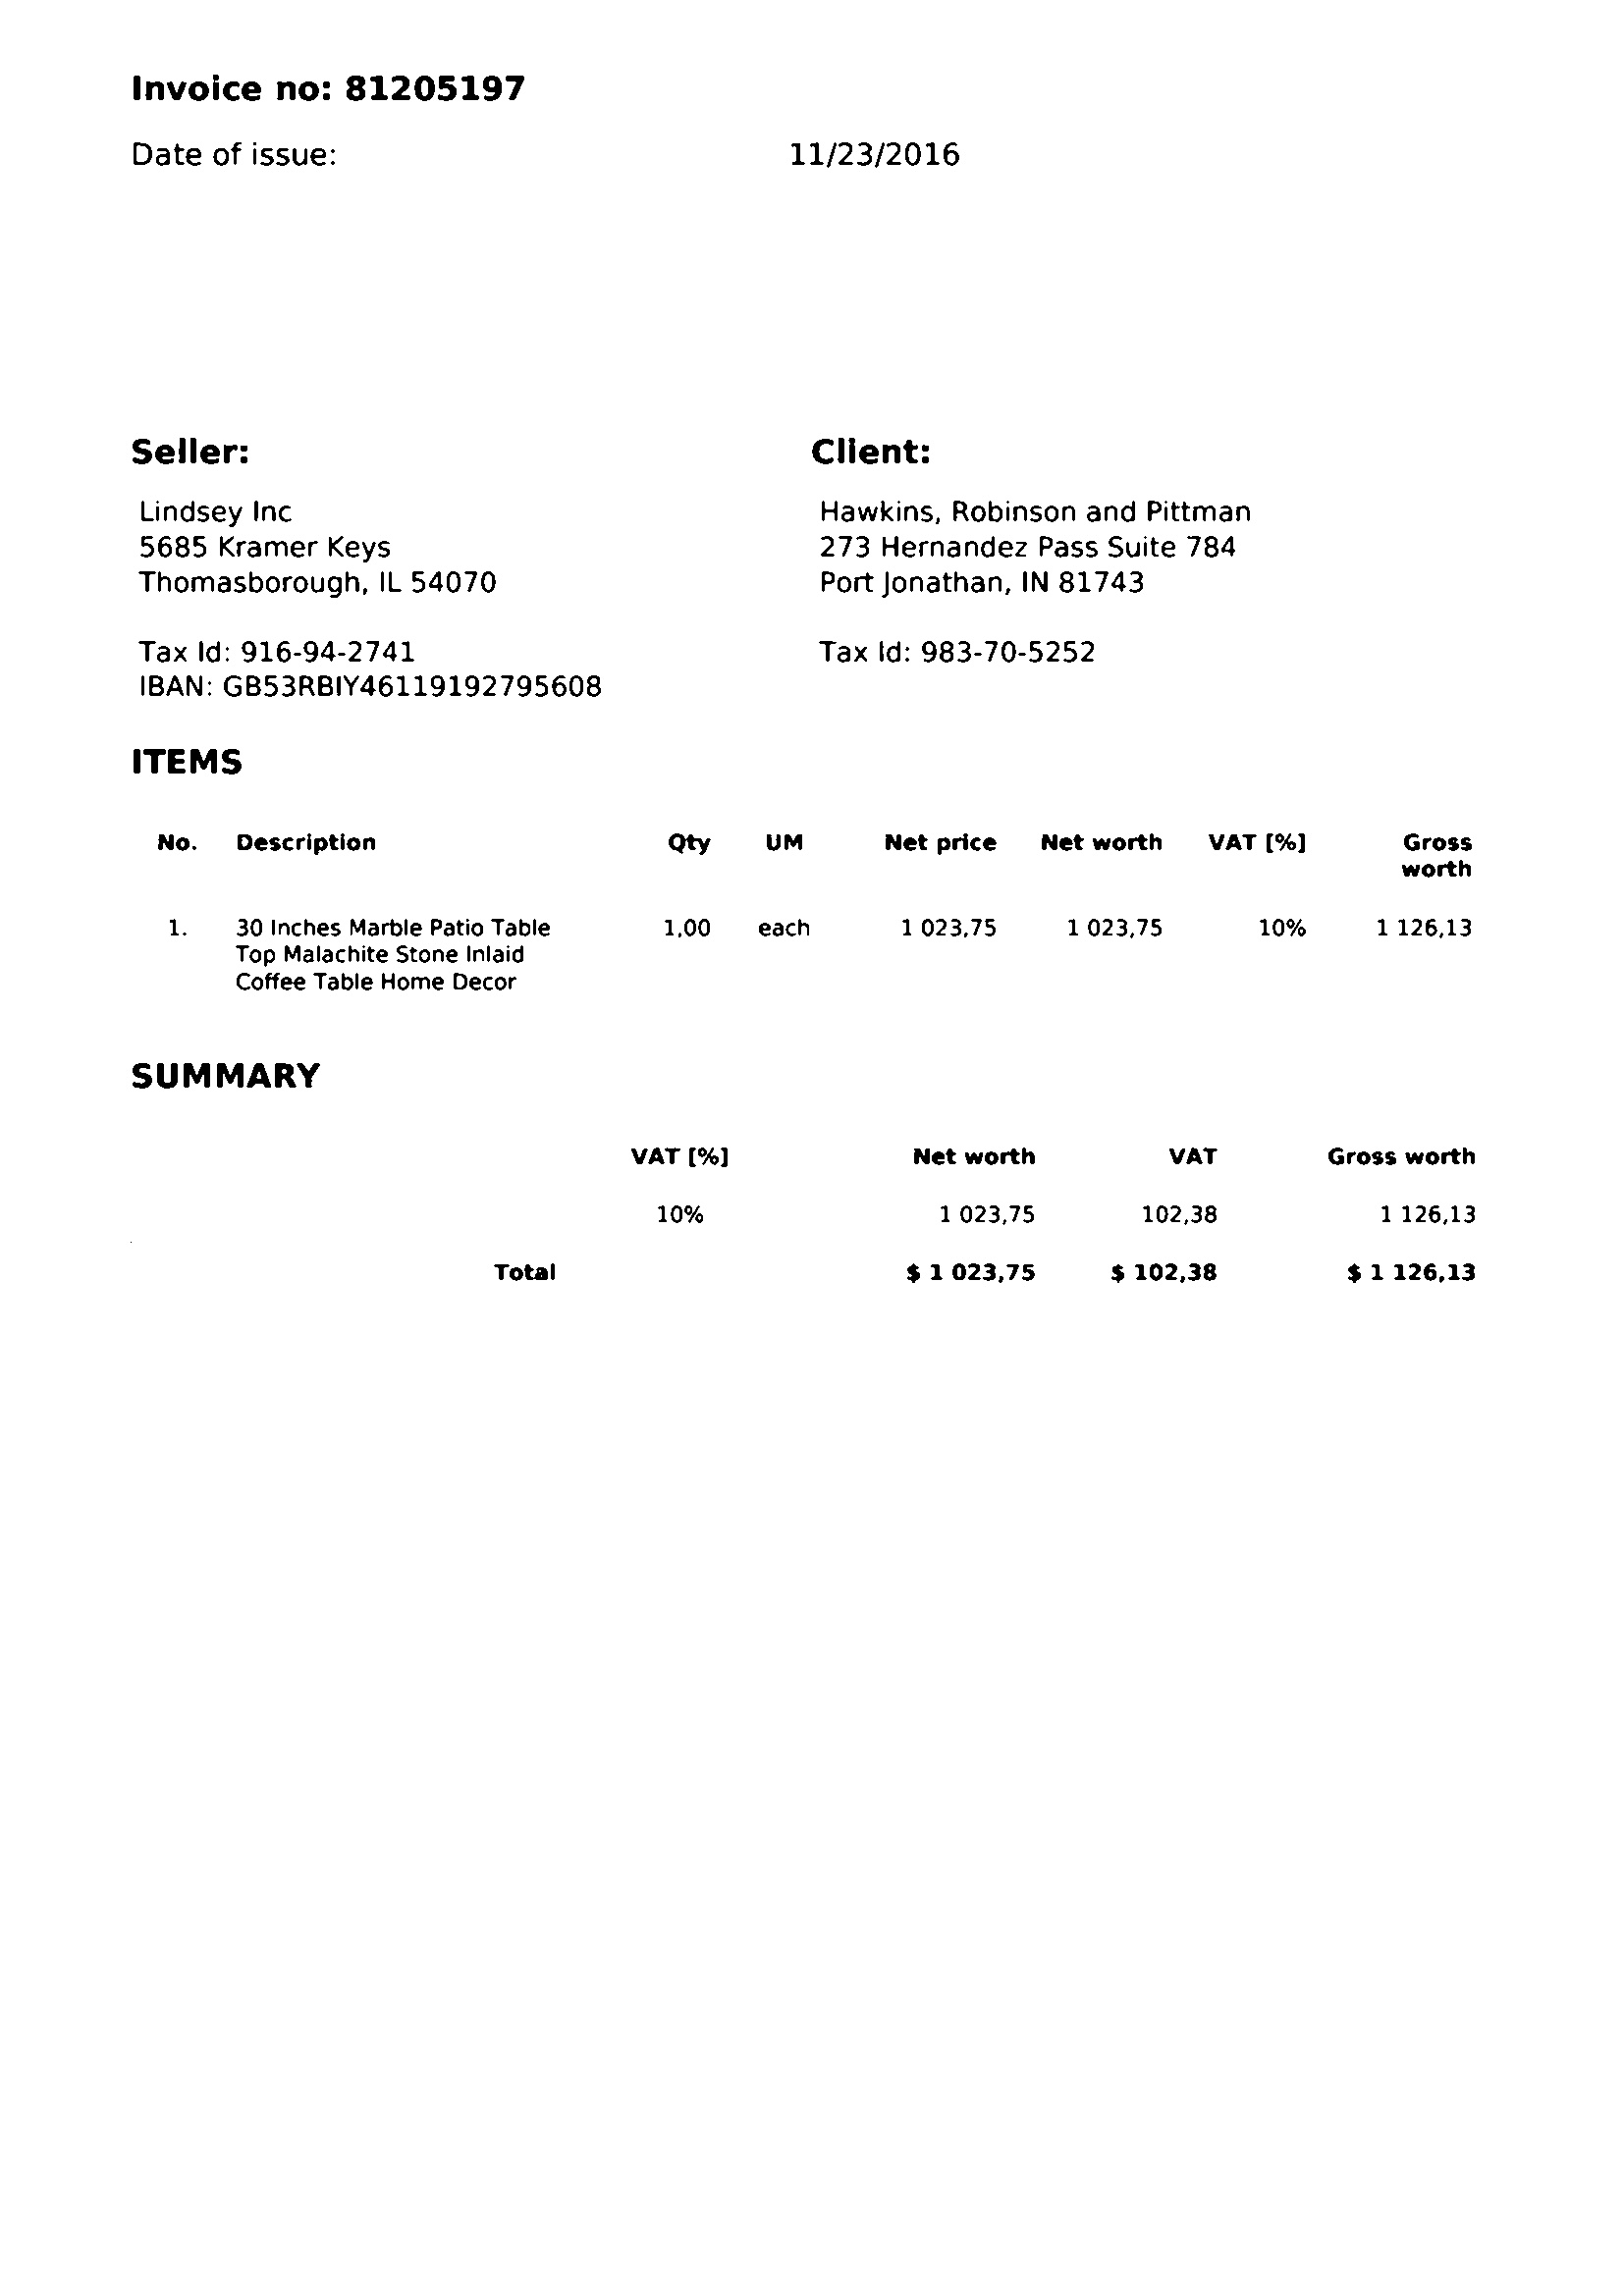 Invoice no: 81205197
Date of issue: 11/23/2016
Seller:
Lindsey Inc
5685 Kramer Keys
Thomasborough, IL 54070
Tax Id: 916-94-2741
IBAN: GB53RBIY46119192795608
Client:
Hawkins, Robinson and Pittman
273 Hernandez Pass Suite 784
Port Jonathan, IN 81743
Tax Id: 983-70-5252
ITEMS
No. Description Qty UM Net price Net worth VAT [%] Gross
worth
1. 30 Inches Marble Patio Table 1,00 each 1 023,75 1 023,75 10% 1 126,13
Top Malachite Stone Inlaid
Coffee Table Home Decor
SUMMARY
VAT [%] Net worth VAT Gross worth
10% 1 023,75 102,38 1 126,13
Total $ 1 023,75 $ 102,38 $ 1 126,13